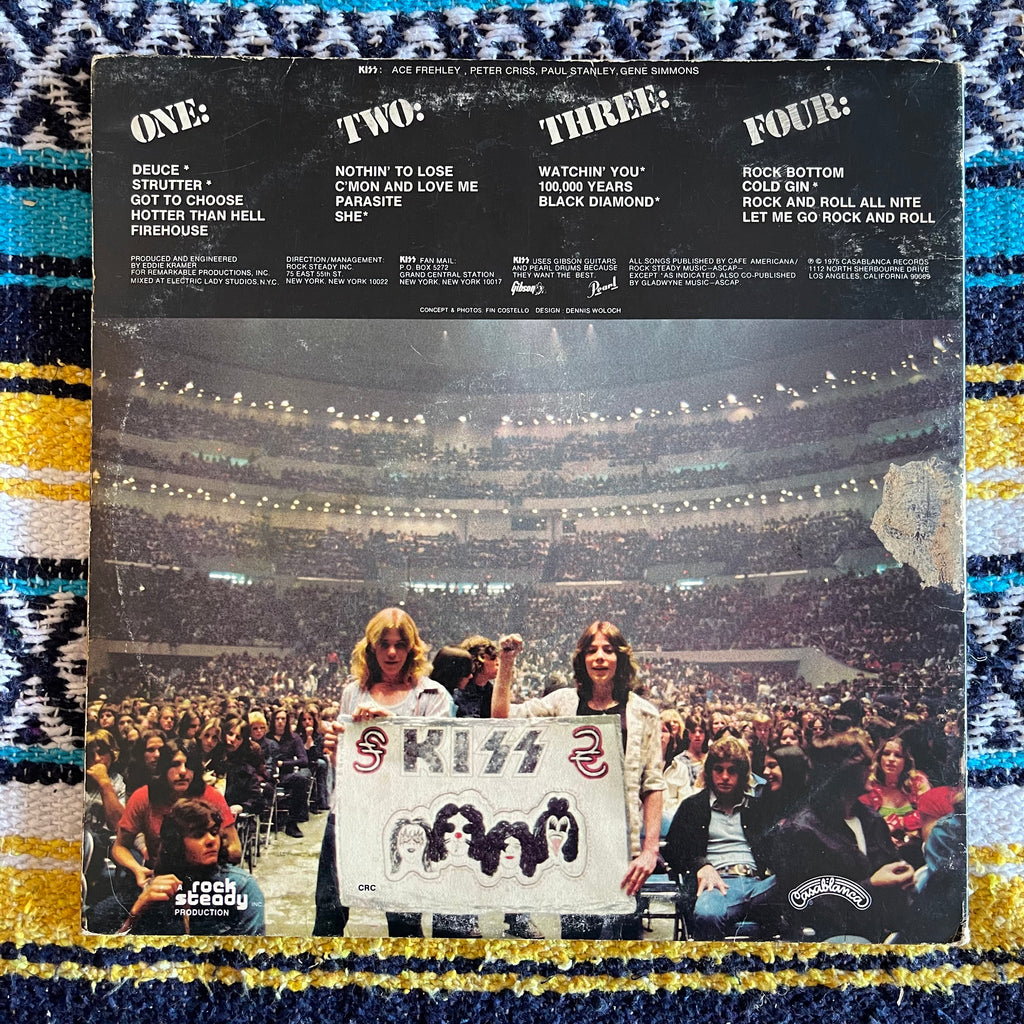 KISS: ACE FREHLEY , PETER CRISS, PAUL STANLEY, GENE SIMMONS
ONE:
DEUCE *
STRUTTER *
GOT TO CHOOSE
HOTTER THAN HELL
FIREHOUSE
TWO:
NOTHIN' TO LOSE
C'MON AND LOVE ME
PARASITE
SHE*
THREE:
WATCHIN' YOU*
100,000 YEARS
BLACK DIAMOND*
FOUR:
ROCK BOTTOM
COLD GIN *
ROCK AND ROLL ALL NITE
LET ME GO ROCK AND ROLL
PRODUCED AND ENGINEERED
BY EDDIE KRAMER
FOR REMARKABLE PRODUCTIONS, INC.
MIXED AT ELECTRIC LADY STUDIOS, N.Y.C.
DIRECTION/MANAGEMENT:
ROCK STEADY INC.
75 EAST 55th ST.
NEW YORK, NEW YORK 10022
KISS FAN MAIL:
P.O. BOX 5272
GRAND CENTRAL STATION
NEW YORK, NEW YORK 10017
KISS USES GIBSON GUITARS
AND PEARL DRUMS BECAUSE
THEY WANT THE BEST.
Gibson
Pearl
ALL SONGS PUBLISHED BY CAFE AMERICANA/
ROCK STEADY MUSIC—ASCAP—
EXCEPT *AS INDICATED ALSO CO-PUBLISHED
BY GLADWYNE MUSIC—ASCAP.
℗ © 1975 CASABLANCA RECORDS
1112 NORTH SHERBOURNE DRIVE
LOS ANGELES, CALIFORNIA 90069
CONCEPT & PHOTOS: FIN COSTELLO DESIGN: DENNIS WOLOCH
KISS
CRC
A rock
steady INC.
PRODUCTION
Casablanca